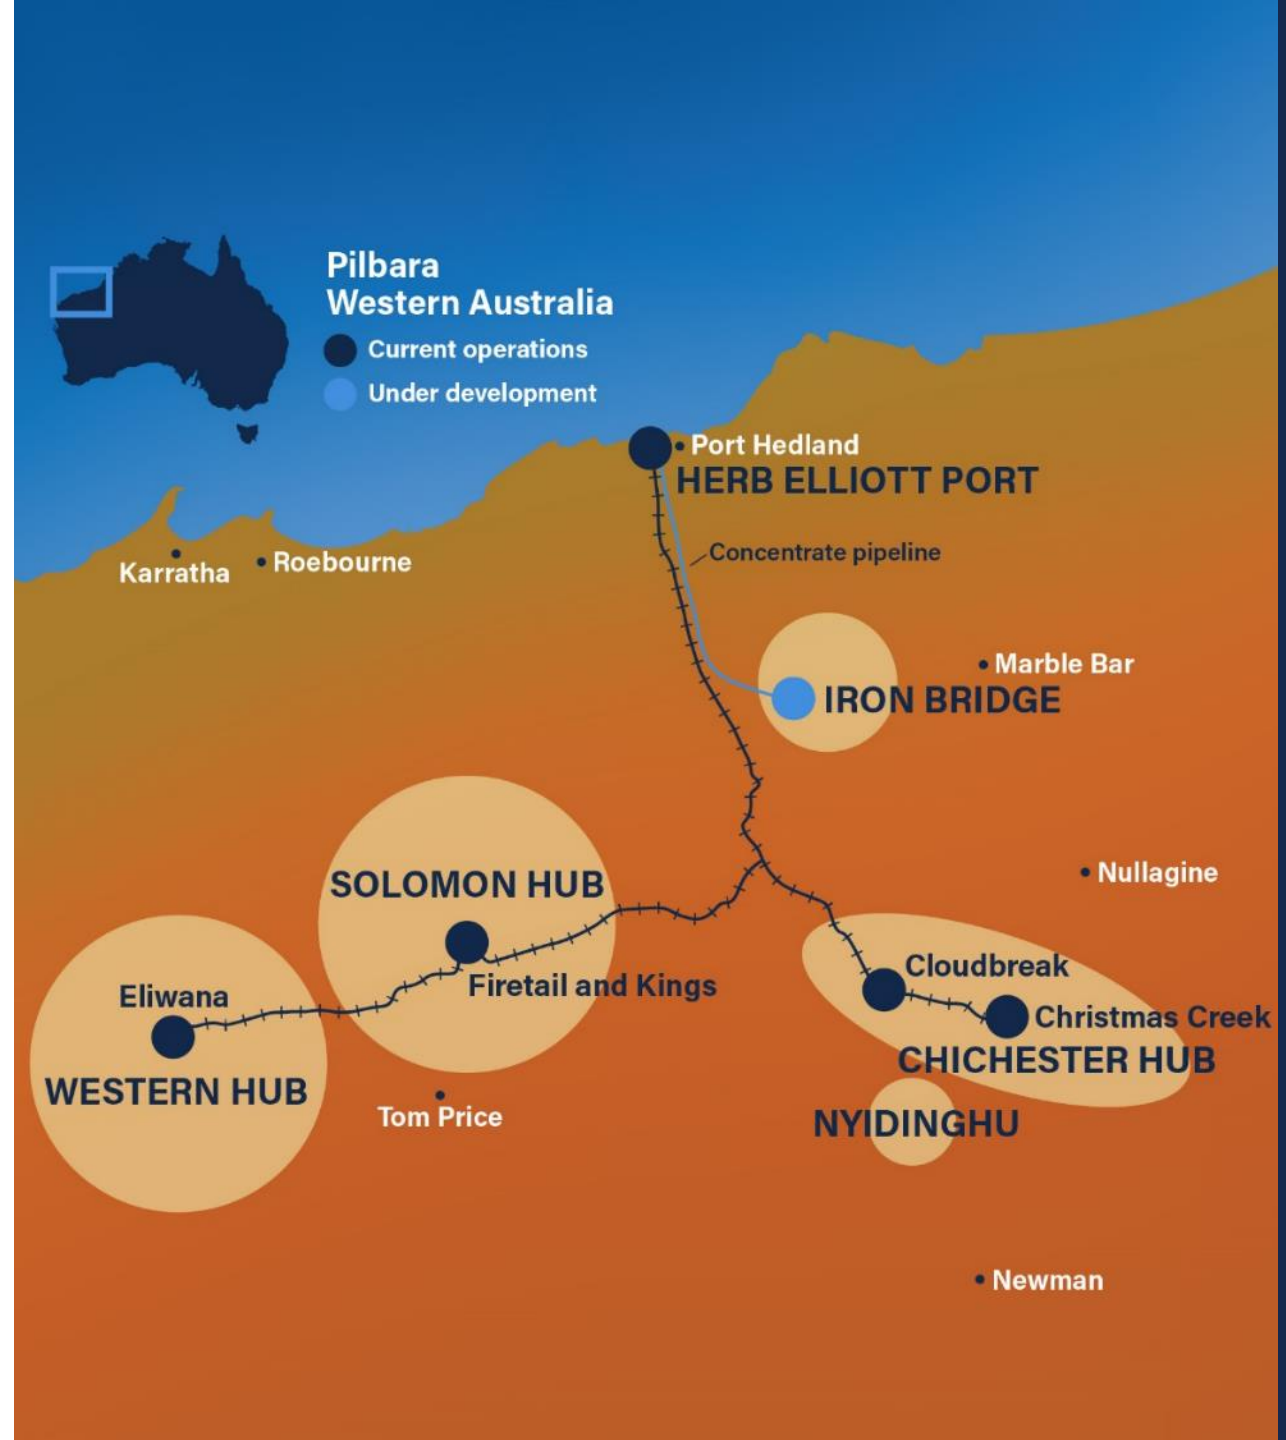 Pilbara
Western Australia
Current operations
Under development
Port Hedland
HERB ELLIOTT PORT
Concentrate pipeline
Karratha
Roebourne
Marble Bar
IRON BRIDGE
SOLOMON HUB
Nullagine
Firetail and Kings
Cloudbreak
Eliwana
Christmas Creek
CHICHESTER HUB
WESTERN HUB
Tom Price
NYIDINGHU
Newman